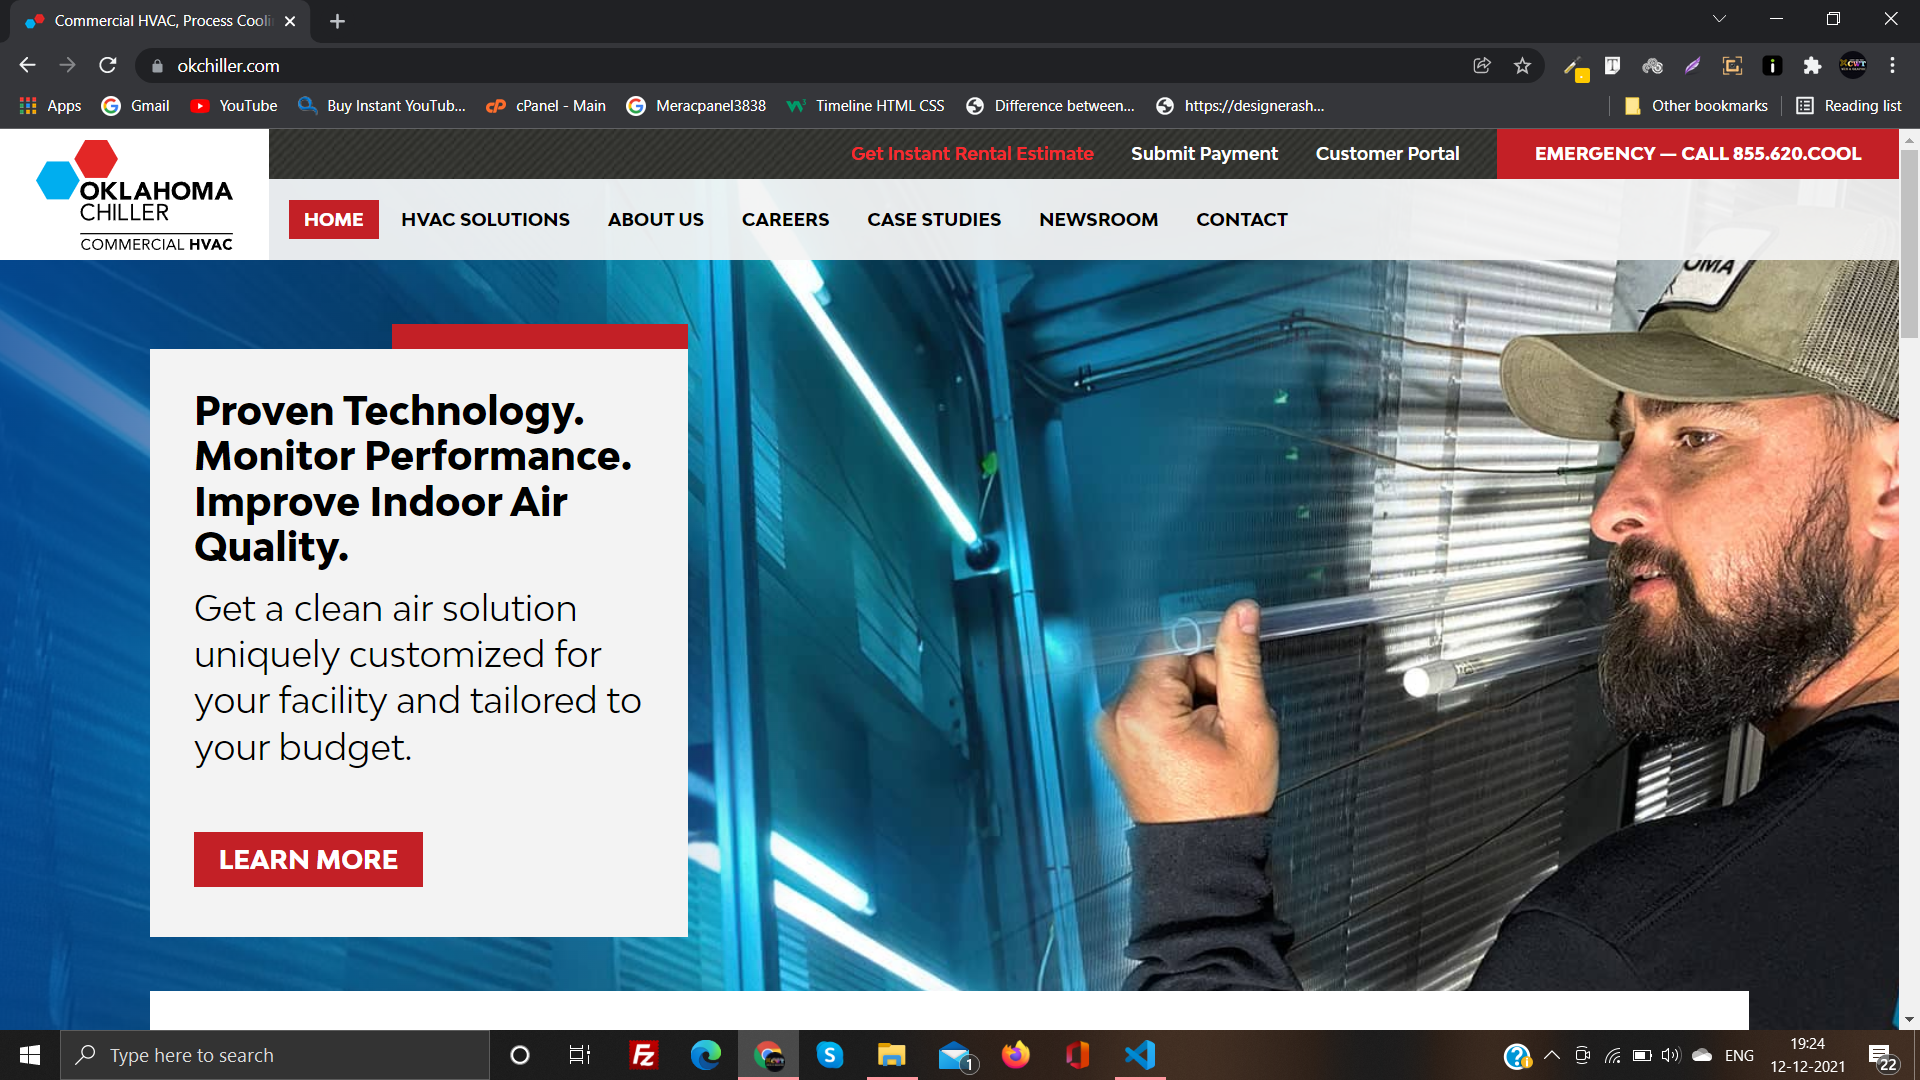 Commercial HVAC, Process Cooli
okchiller.com
Apps Gmail YouTube Buy Instant YouTub... cPanel - Main Meracpanel3838 Timeline HTML CSS Difference between... https://designerash... Other bookmarks Reading list
Get Instant Rental Estimate Submit Payment Customer Portal EMERGENCY — CALL 855.620.COOL
OKLAHOMA
CHILLER
COMMERCIAL HVAC
HOME HVAC SOLUTIONS ABOUT US CAREERS CASE STUDIES NEWSROOM CONTACT
Proven Technology.
Monitor Performance.
Improve Indoor Air
Quality.
Get a clean air solution
uniquely customized for
your facility and tailored to
your budget.
LEARN MORE
Type here to search
1
ENG
19:24
12-12-2021
22